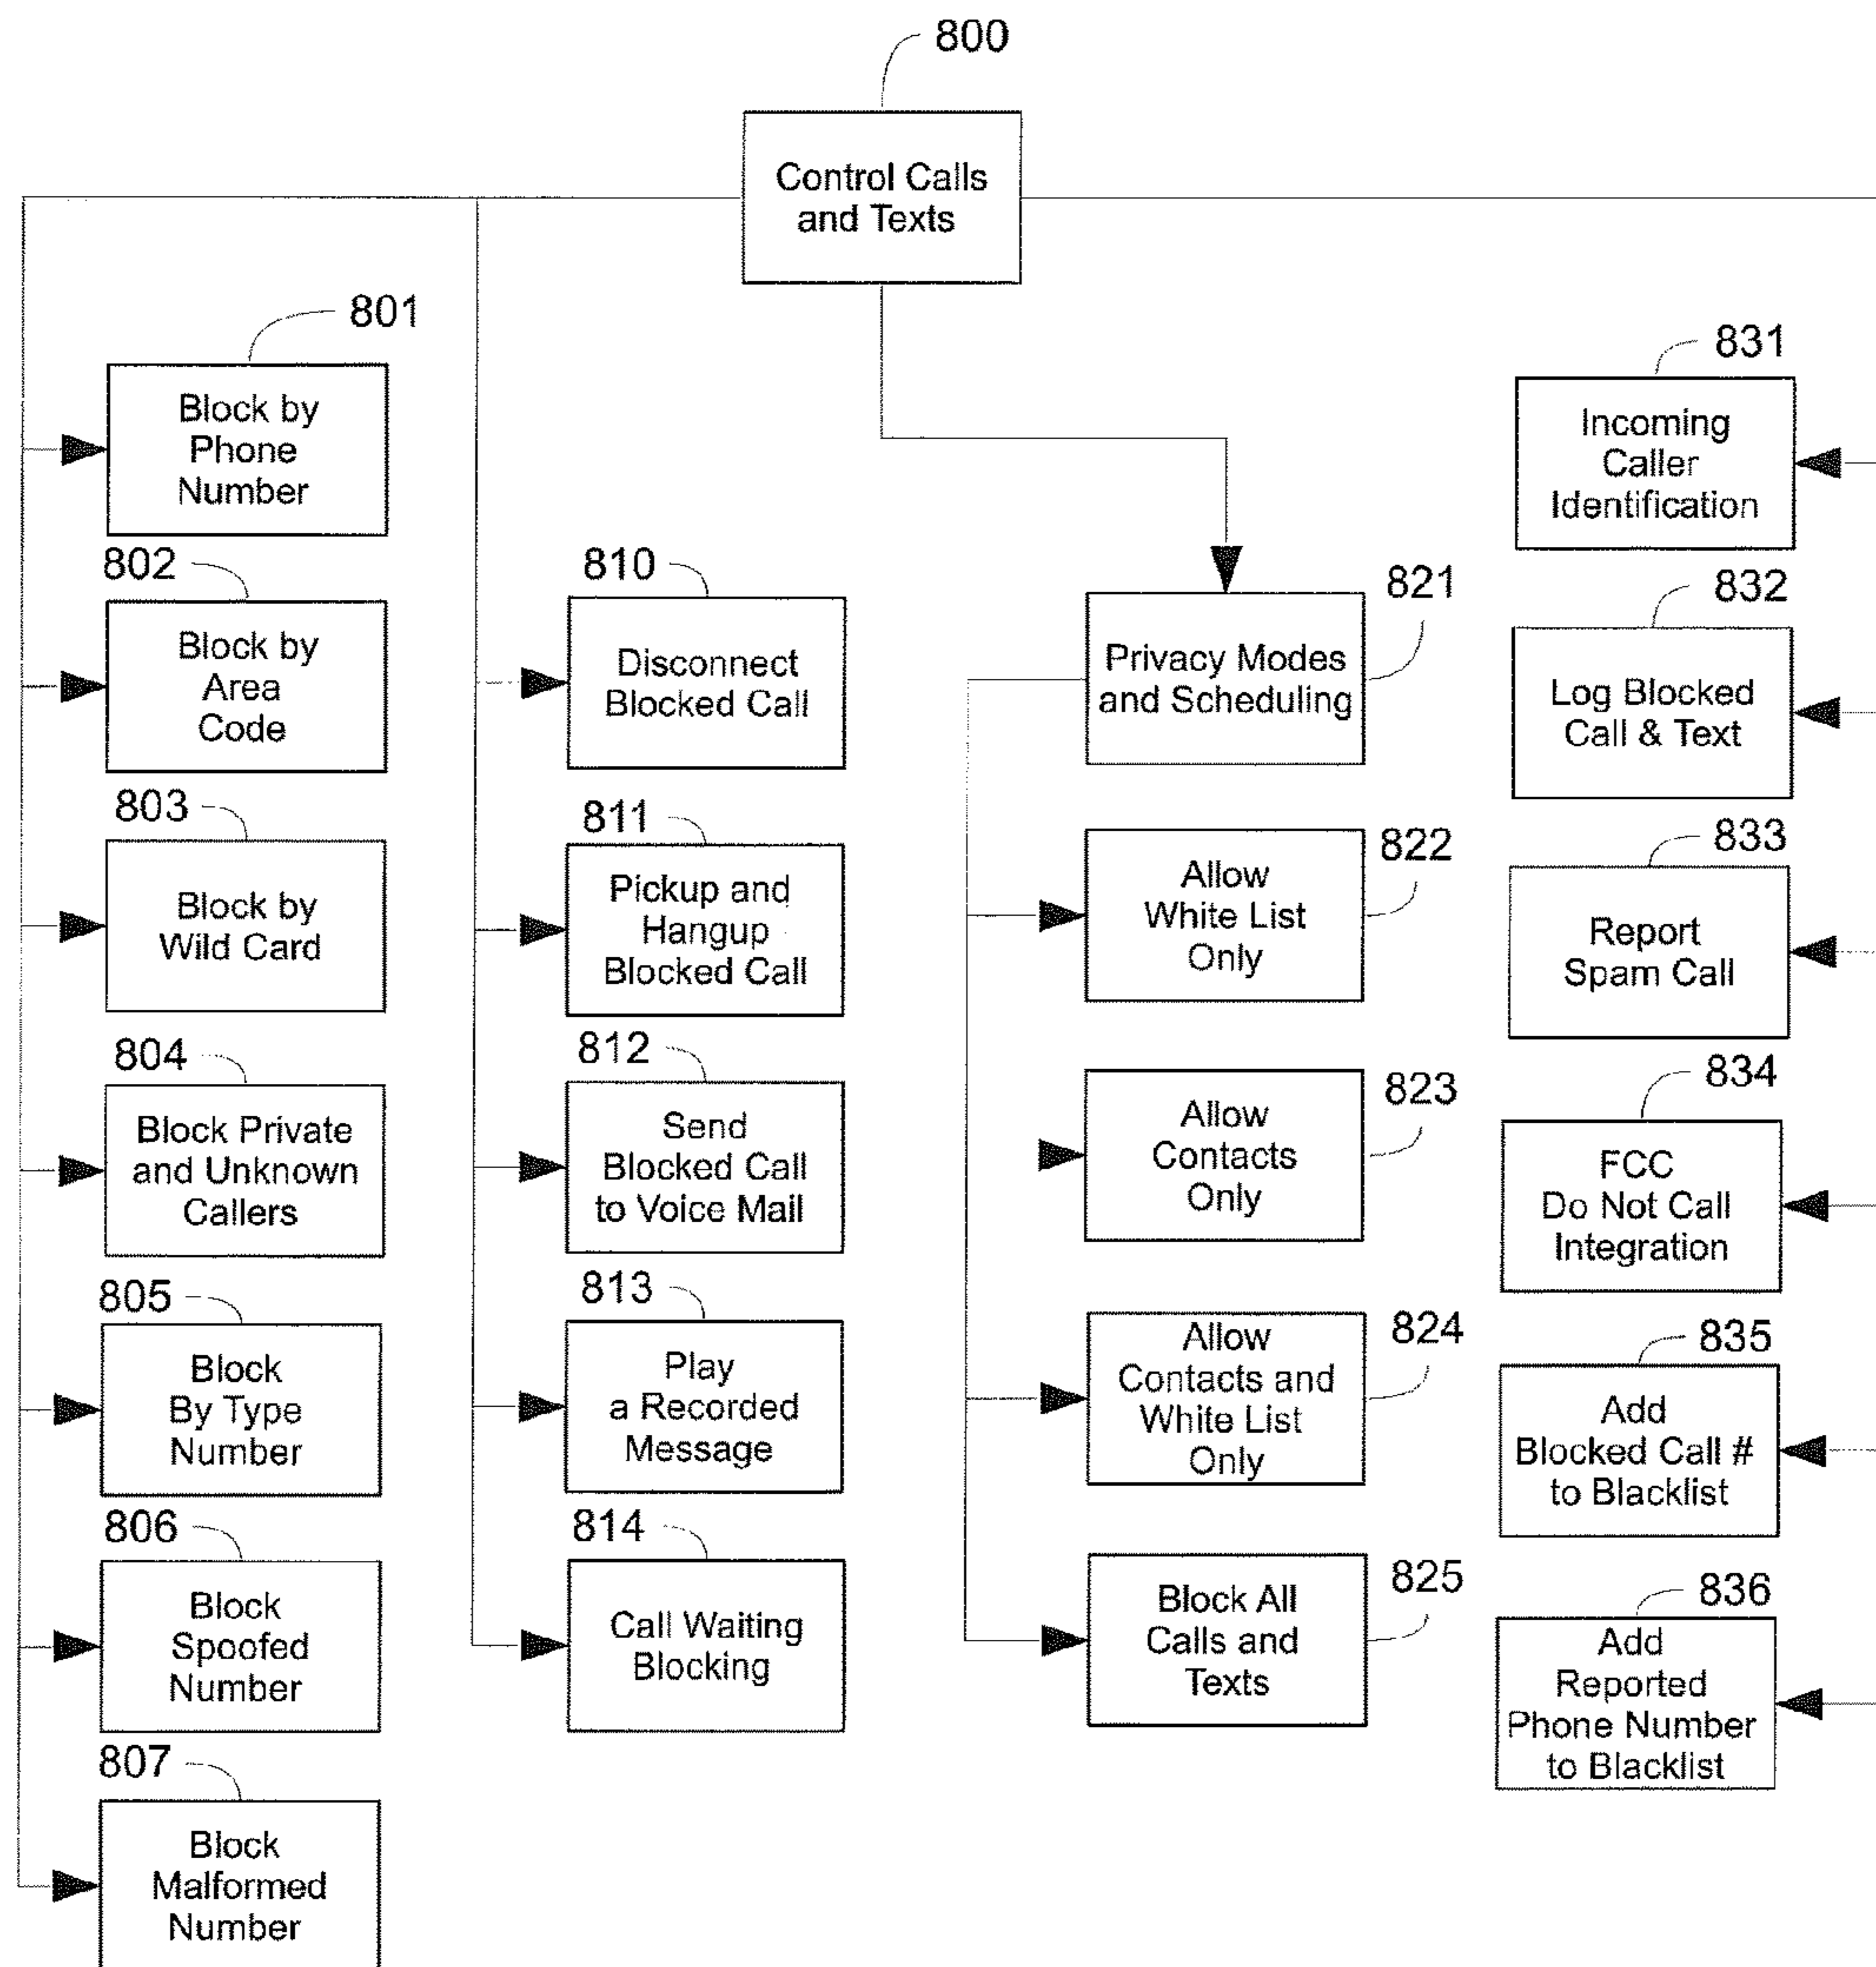 800
Control Calls
and Texts
801
Block by
Phone
Number
802
Block by
Area
Code
803
Block by
Wild Card
804
Block Private
and Unknown
Callers
805
Block
By Type
Number
806
Block
Spoofed
Number
807
Block
Malformed
Number
810
Disconnect
Blocked Call
811
Pickup and
Hangup
Blocked Call
812
Send
Blocked Call
to Voice Mail
813
Play
a Recorded
Message
814
Call Waiting
Blocking
821
Privacy Modes
and Scheduling
822
Allow
White List
Only
823
Allow
Contacts
Only
824
Allow
Contacts and
White List
Only
825
Block All
Calls and
Texts
831
Incoming
Caller
Identification
832
Log Blocked
Call & Text
833
Report
Spam Call
834
FCC
Do Not Call
Integration
835
Add
Blocked Call #
to Blacklist
836
Add
Reported
Phone Number
to Blacklist